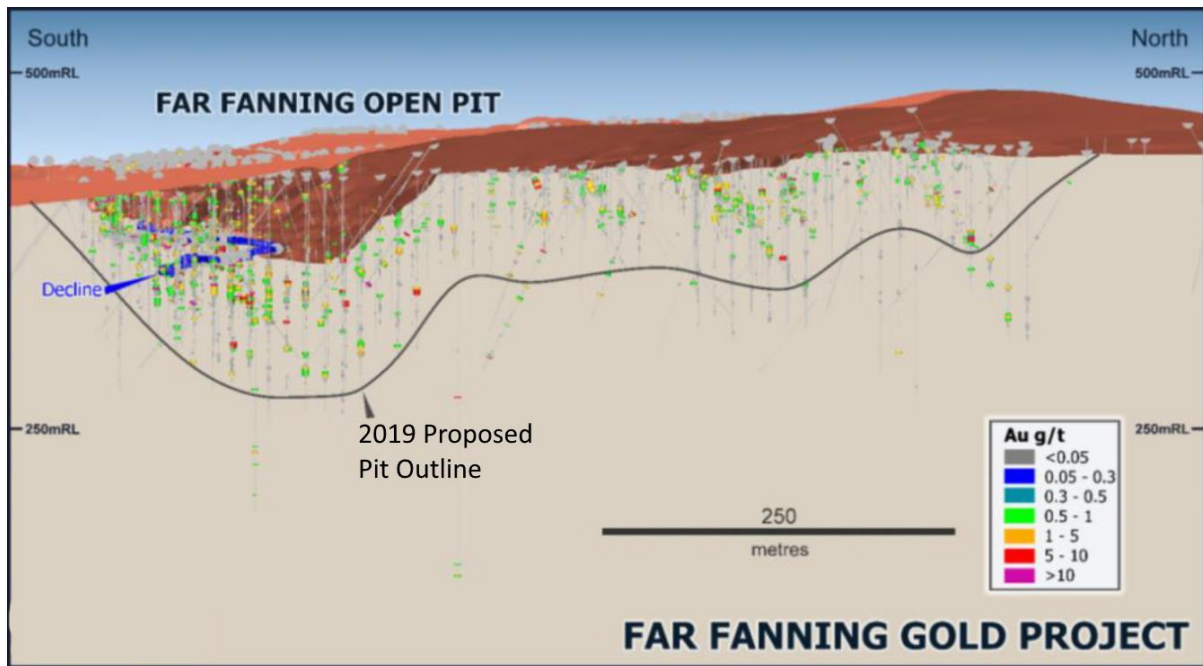 South
North
500mRL
500mRL
FAR FANNING OPEN PIT
Decline
2019 Proposed
Pit Outline
250mRL
250mRL
Au g/t
<0.05
0.05 - 0.3
0.3 - 0.5
0.5 - 1
1 - 5
5 - 10
>10
250
metres
FAR FANNING GOLD PROJECT